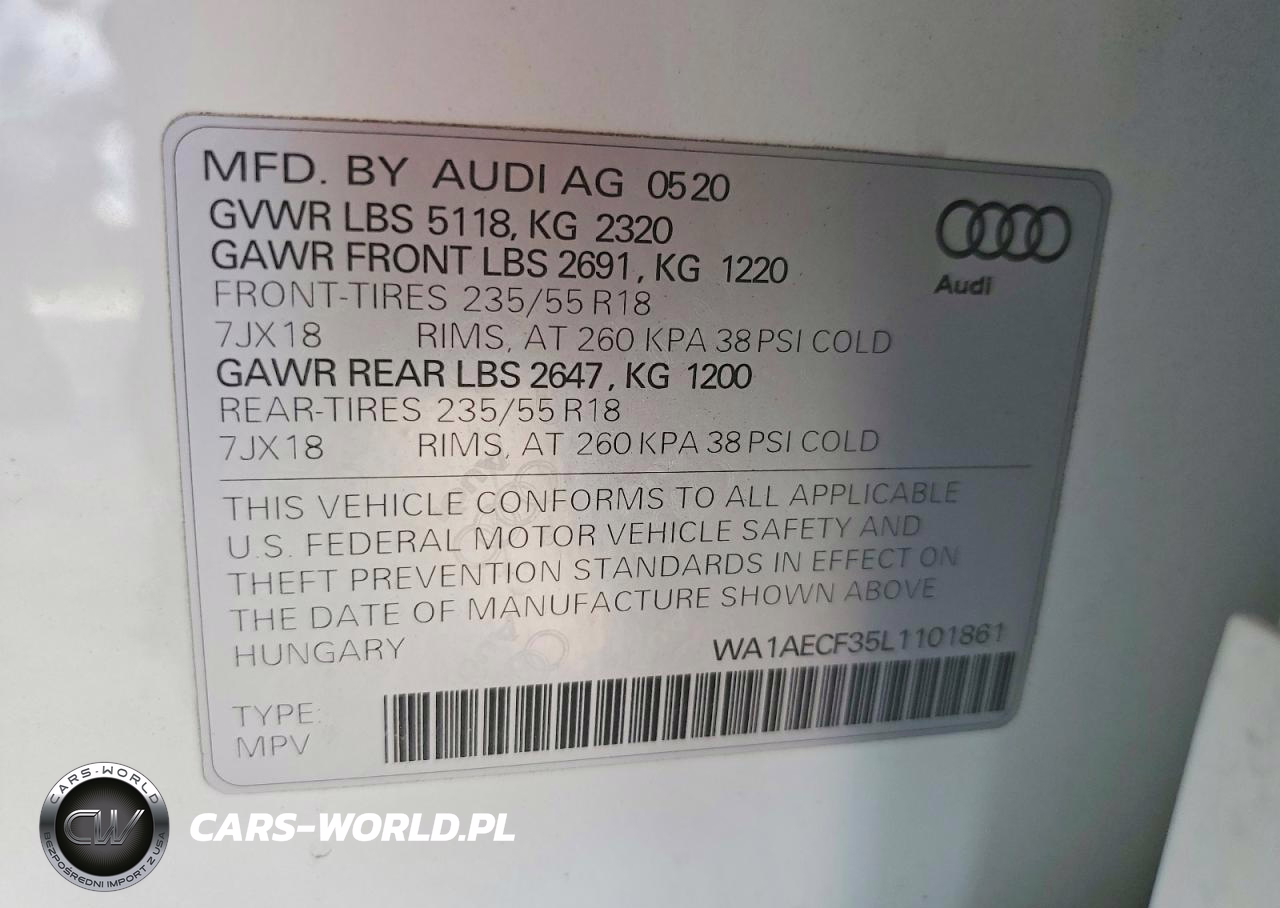 MFD. BY AUDI AG 0520
GVWR LBS 5118, KG 2320
GAWR FRONT LBS 2691, KG 1220
FRONT-TIRES 235/55 R18
7JX18 RIMS, AT 260 KPA 38 PSI COLD
GAWR REAR LBS 2647, KG 1200
REAR-TIRES 235/55 R18
7JX18 RIMS, AT 260 KPA 38 PSI COLD
Audi
THIS VEHICLE CONFORMS TO ALL APPLICABLE
U.S. FEDERAL MOTOR VEHICLE SAFETY AND
THEFT PREVENTION STANDARDS IN EFFECT ON
THE DATE OF MANUFACTURE SHOWN ABOVE
HUNGARY WA1AECF35L1101861
TYPE:
MPV
CARS-WORLD
CW
BEZPOŚREDNI IMPORT Z USA
CARS-WORLD.PL